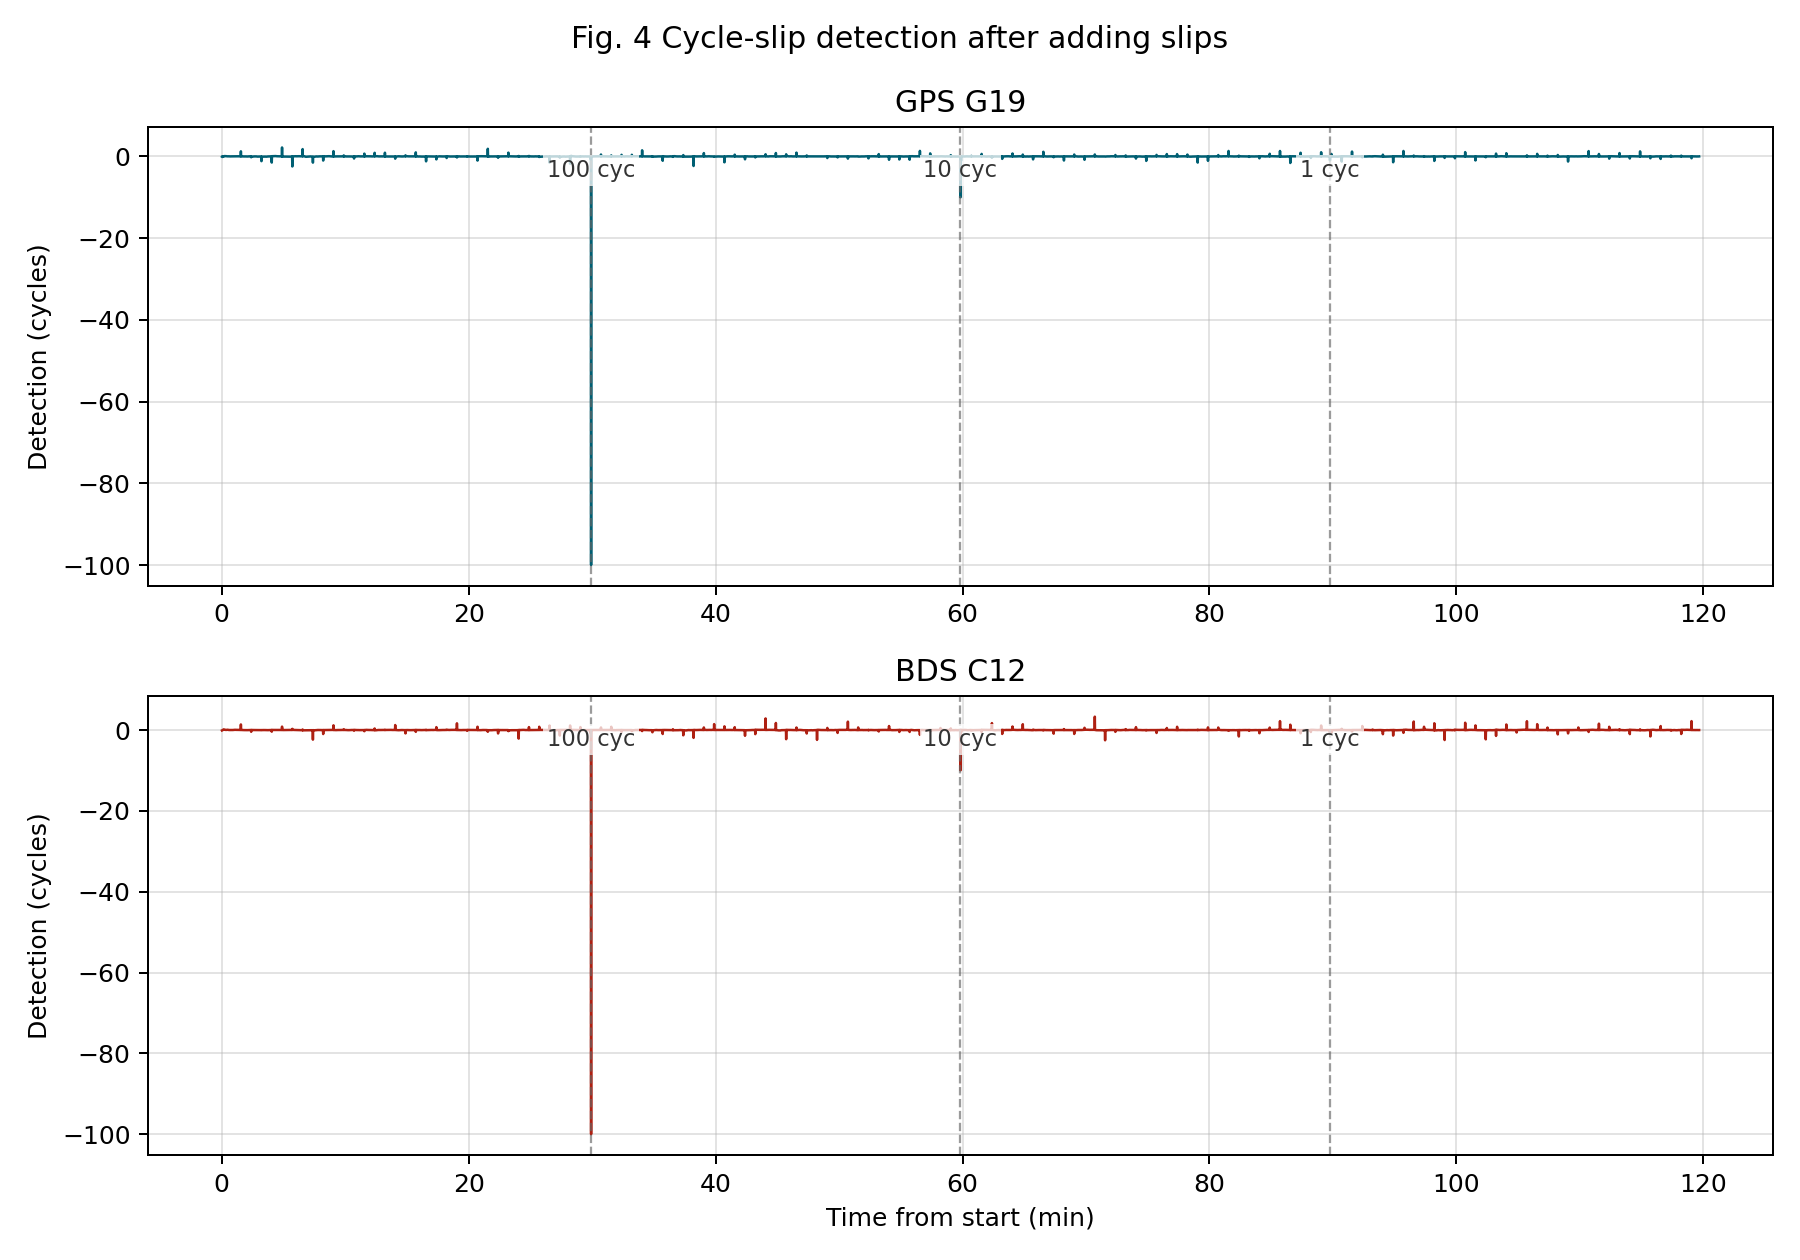 Fig. 4 Cycle-slip detection after adding slips
GPS G19
Detection (cycles)
0
−20
−40
−60
−80
−100
100 cyc
10 cyc
1 cyc
0
20
40
60
80
100
120
BDS C12
Detection (cycles)
0
−20
−40
−60
−80
−100
100 cyc
10 cyc
1 cyc
0
20
40
60
80
100
120
Time from start (min)